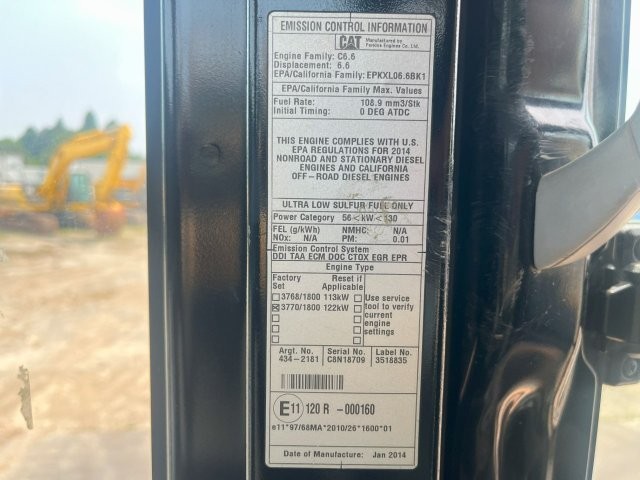 EMISSION CONTROL INFORMATION
CAT Manufactured by
Perkins Engines Co. Ltd.
Engine Family: C6.6
Displacement: 6.6
EPA/California Family: EPKXL06.6BK1
EPA/California Family Max. Values
Fuel Rate: 108.9 mm3/Stk
Initial Timing: 0 DEG ATDC
THIS ENGINE COMPLIES WITH U.S.
EPA REGULATIONS FOR 2014
NONROAD AND STATIONARY DIESEL
ENGINES AND CALIFORNIA
OFF-ROAD DIESEL ENGINES
ULTRA LOW SULFUR FUEL ONLY
Power Category 56<kW<130
FEL (g/kWh) NMHC: N/A
NOx: N/A PM: 0.01
Emission Control System
DDI TAA ECM DOC CTOX EGR EPR
Engine Type
Factory Set Reset if Applicable
3768/1800 113kW
3770/1800 122kW
Use service
tool to verify
current
engine
settings
Argt. No. Serial No. Label No.
434-2181 C8N18709 3518835
E11 120 R -000160
e11*97/68MA*2010/26*1600*01
Date of Manufacture: Jan 2014